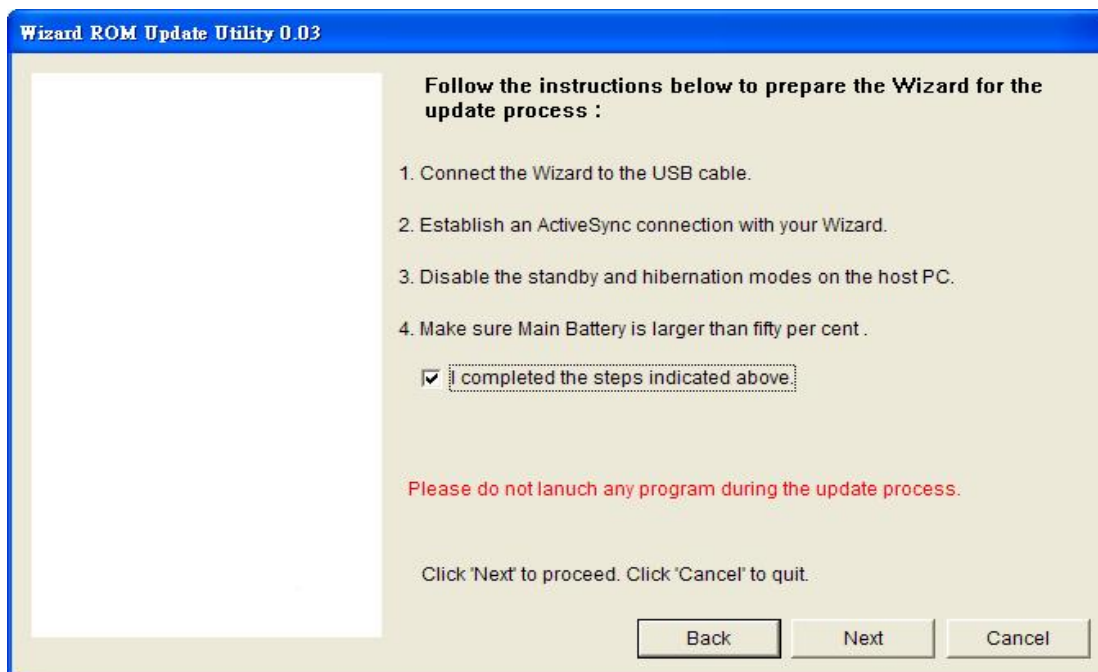 Wizard ROM Update Utility 0.03
Follow the instructions below to prepare the Wizard for the
update process :
1. Connect the Wizard to the USB cable.
2. Establish an ActiveSync connection with your Wizard.
3. Disable the standby and hibernation modes on the host PC.
4. Make sure Main Battery is larger than fifty per cent .
I completed the steps indicated above.
Please do not lanuch any program during the update process.
Click 'Next' to proceed. Click 'Cancel' to quit.
Back
Next
Cancel